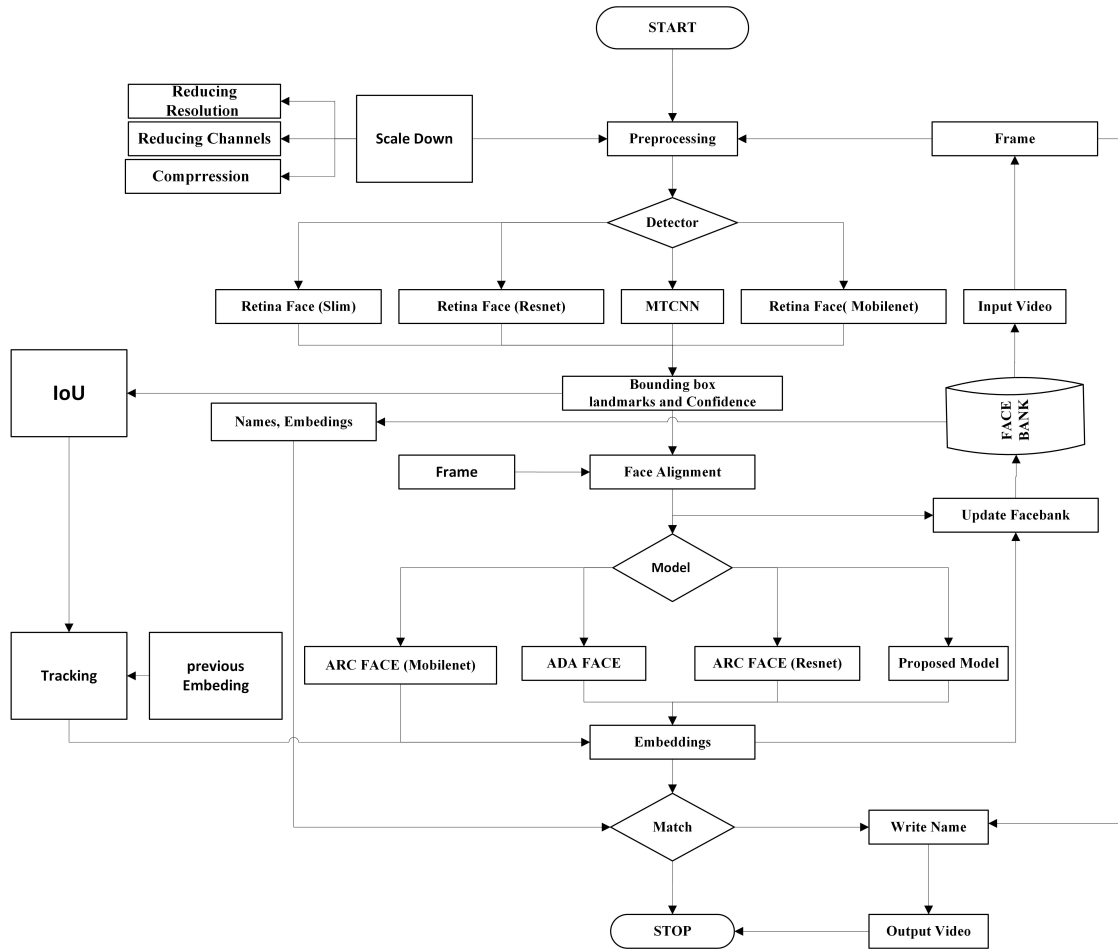 START
Reducing
Resolution
Reducing Channels
Comprression
Scale Down
Preprocessing
Frame
Detector
Retina Face (Slim)
Retina Face (Resnet)
MTCNN
Retina Face( Mobilenet)
Input Video
IoU
Bounding box
landmarks and Confidence
FACE
BANK
Names, Embedings
Frame
Face Alignment
Update Facebank
Model
ARC FACE (Mobilenet)
ADA FACE
ARC FACE (Resnet)
Proposed Model
Tracking
previous
Embeding
Embeddings
Match
Write Name
STOP
Output Video